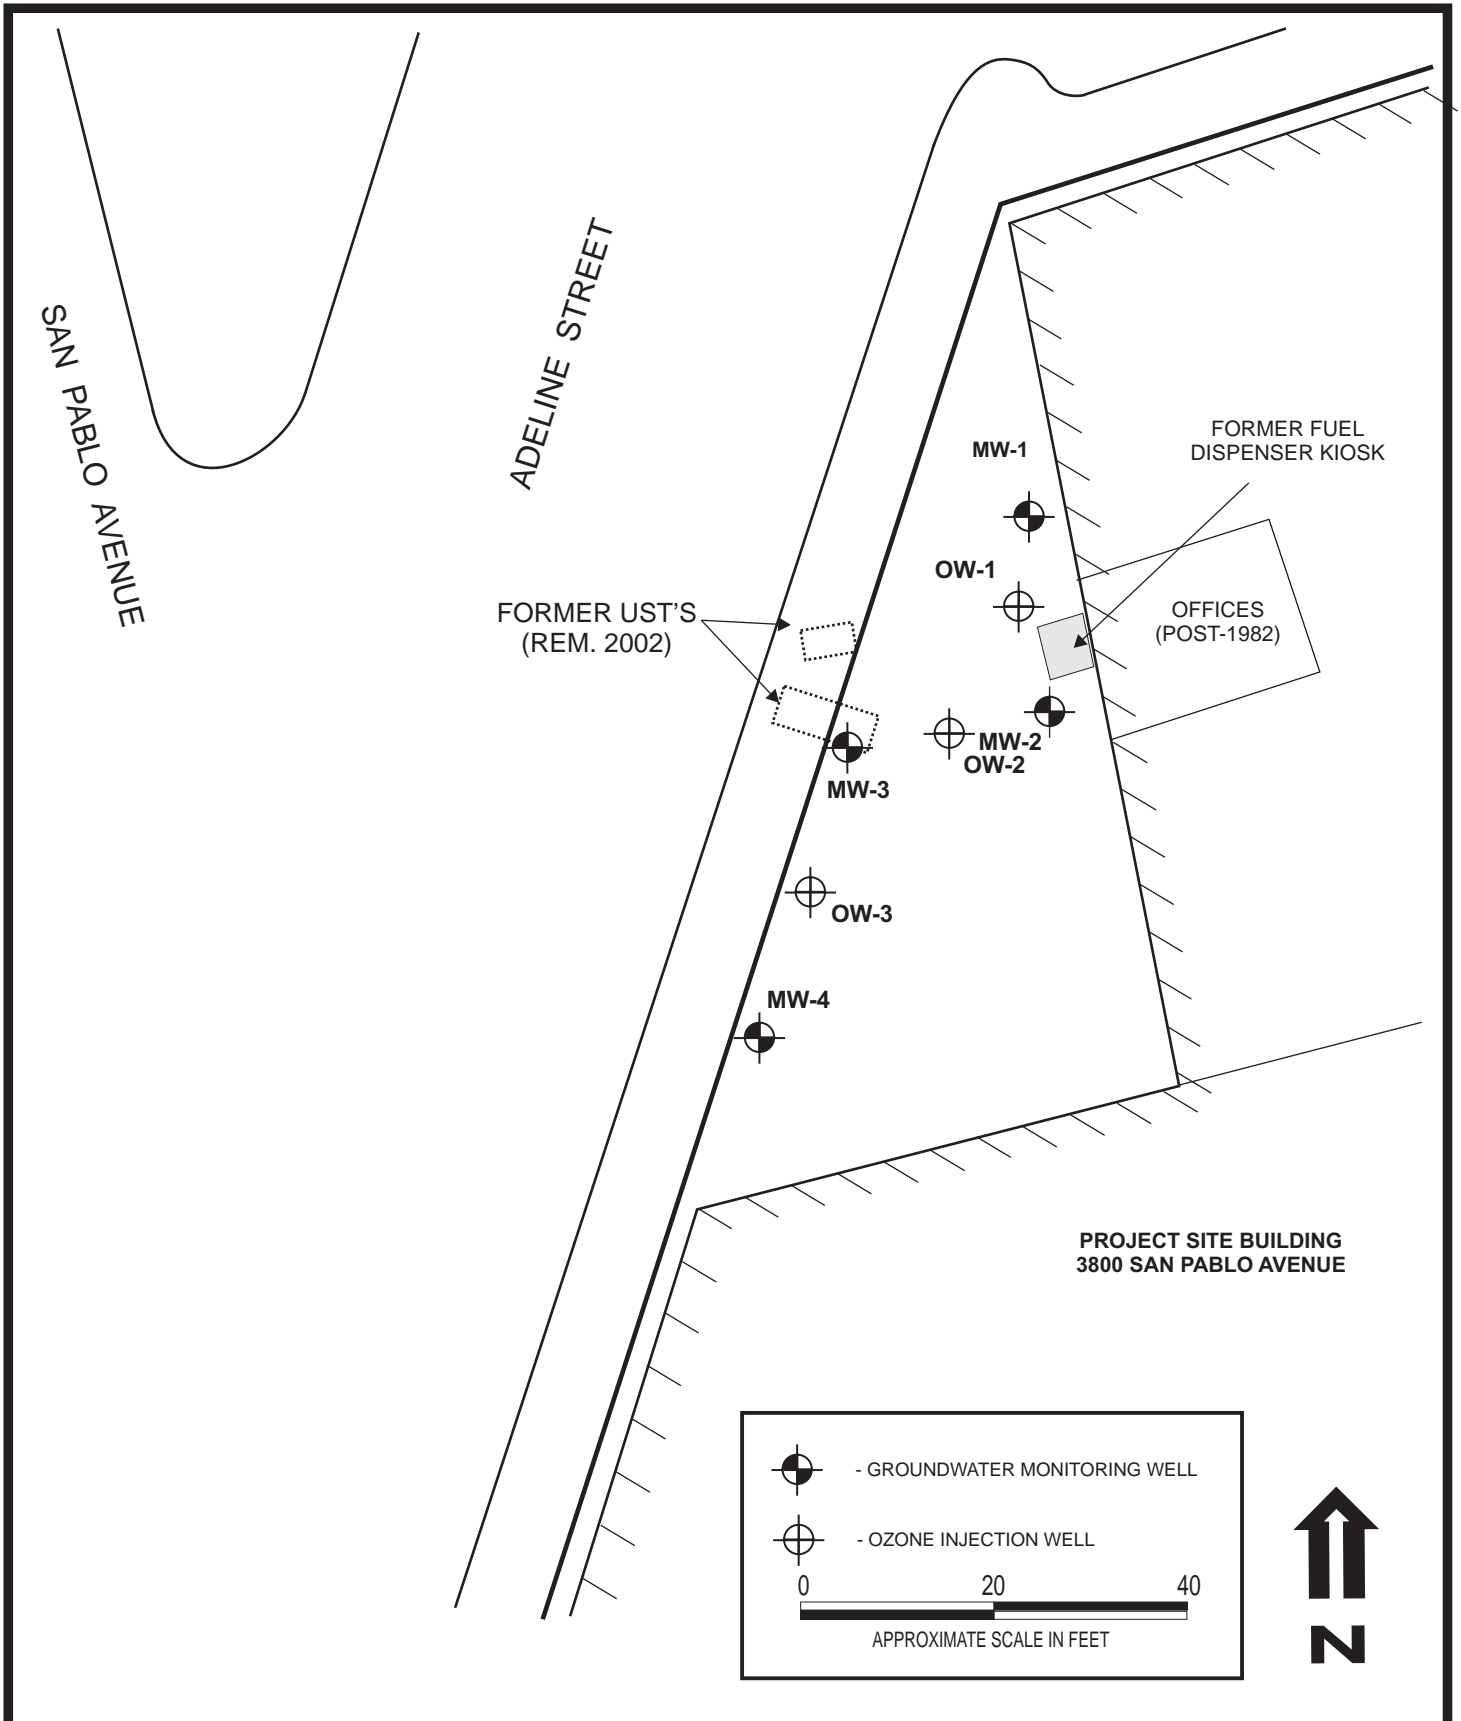 SAN PABLO AVENUE
ADELINE STREET
FORMER FUEL
DISPENSER KIOSK
MW-1
OW-1
OFFICES
(POST-1982)
FORMER UST'S
(REM. 2002)
MW-2
OW-2
MW-3
OW-3
MW-4
PROJECT SITE BUILDING
3800 SAN PABLO AVENUE
- GROUNDWATER MONITORING WELL
- OZONE INJECTION WELL
0 20 40
APPROXIMATE SCALE IN FEET
N